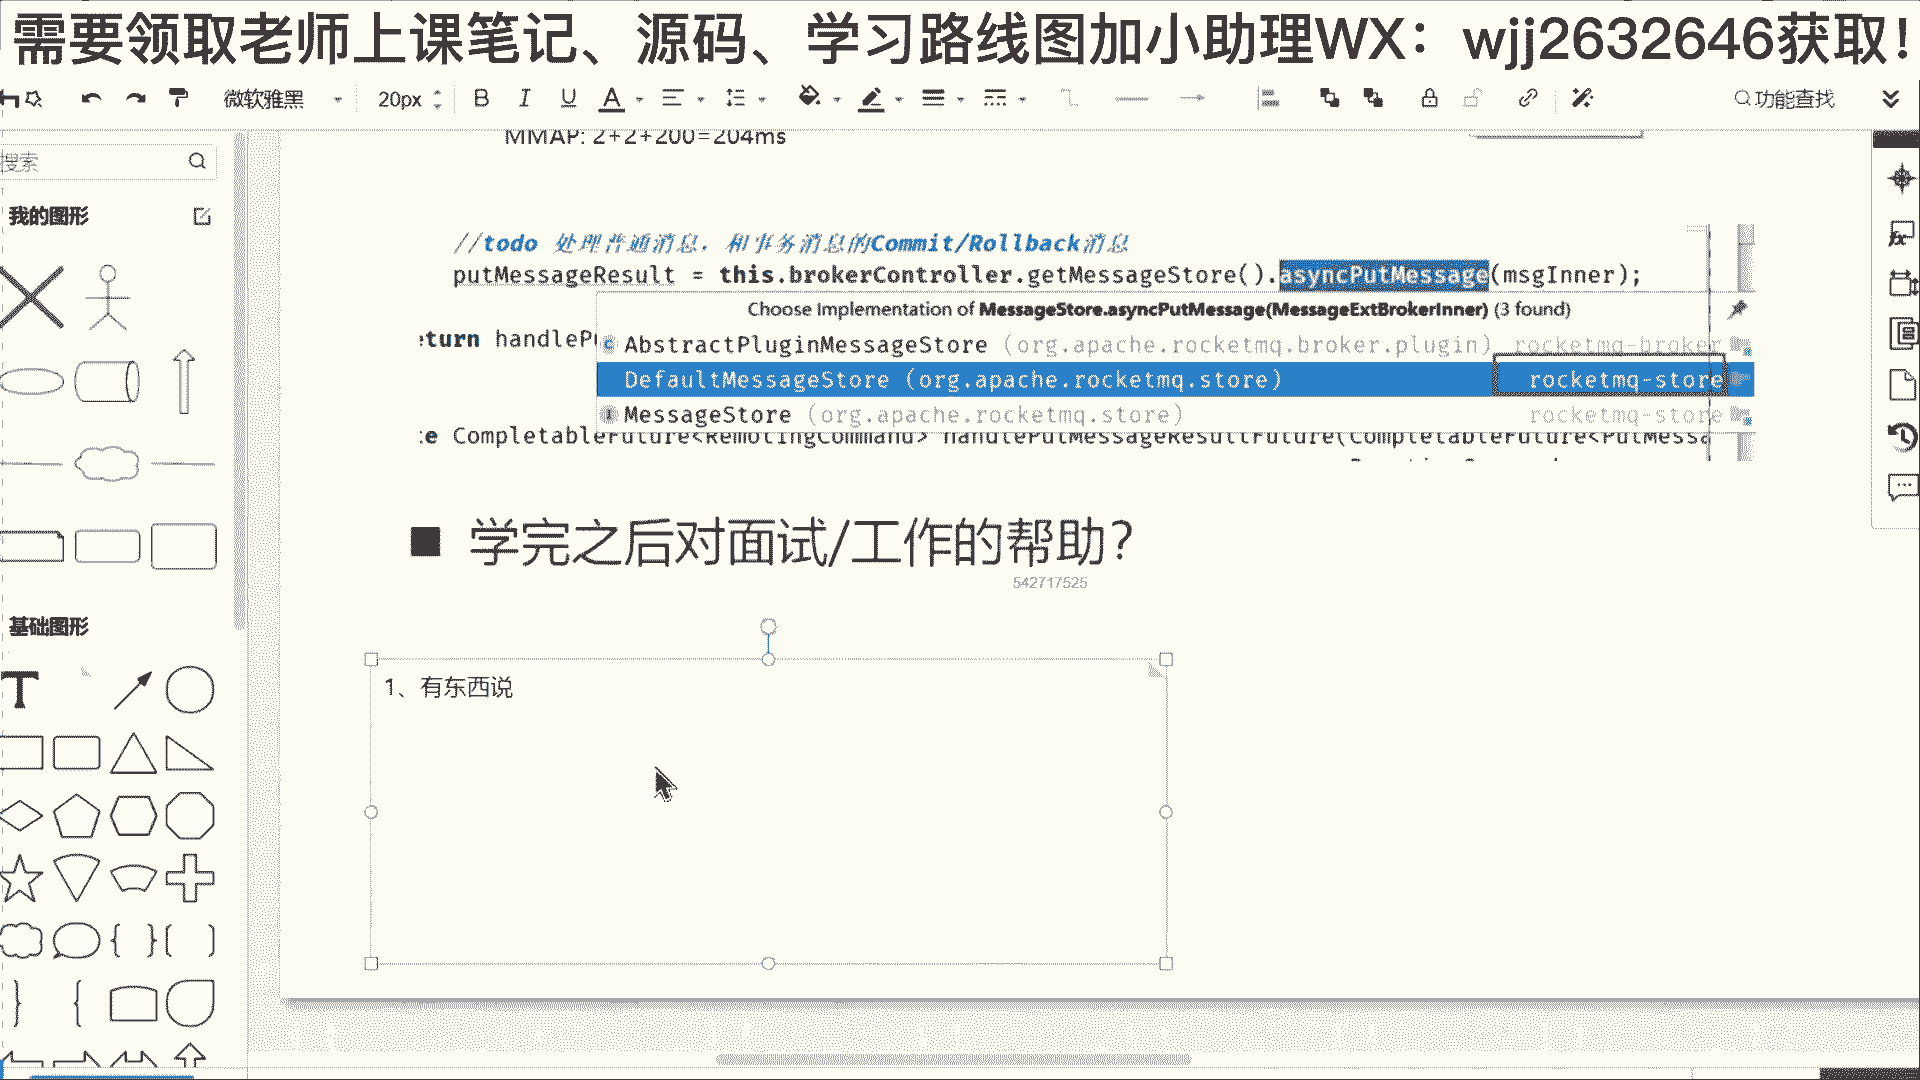 需要领取老师上课笔记、源码、学习路线图加小助理WX：wjj2632646获取！
微软雅黑 20px B I U A 功能查找
搜索
MMAP: 2+2+200=204ms
我的图形
//todo 处理普通消息，和事务消息的Commit/Rollback消息
putMessageResult = this.brokerController.getMessageStore().asyncPutMessage(msgInner);
Choose Implementation of MessageStore.asyncPutMessage(MessageExtBrokerInner) (3 found)
turn handleP
AbstractPluginMessageStore (org.apache.rocketmq.broker.plugin) rocketmq-broker
DefaultMessageStore (org.apache.rocketmq.store) rocketmq-store
MessageStore (org.apache.rocketmq.store) rocketmq-store
te CompletableFuture<RemotingCommand> handlePutMessageResultFuture(CompletableFuture<PutMessa
■ 学完之后对面试/工作的帮助？
542717525
基础图形
T
1、有东西说